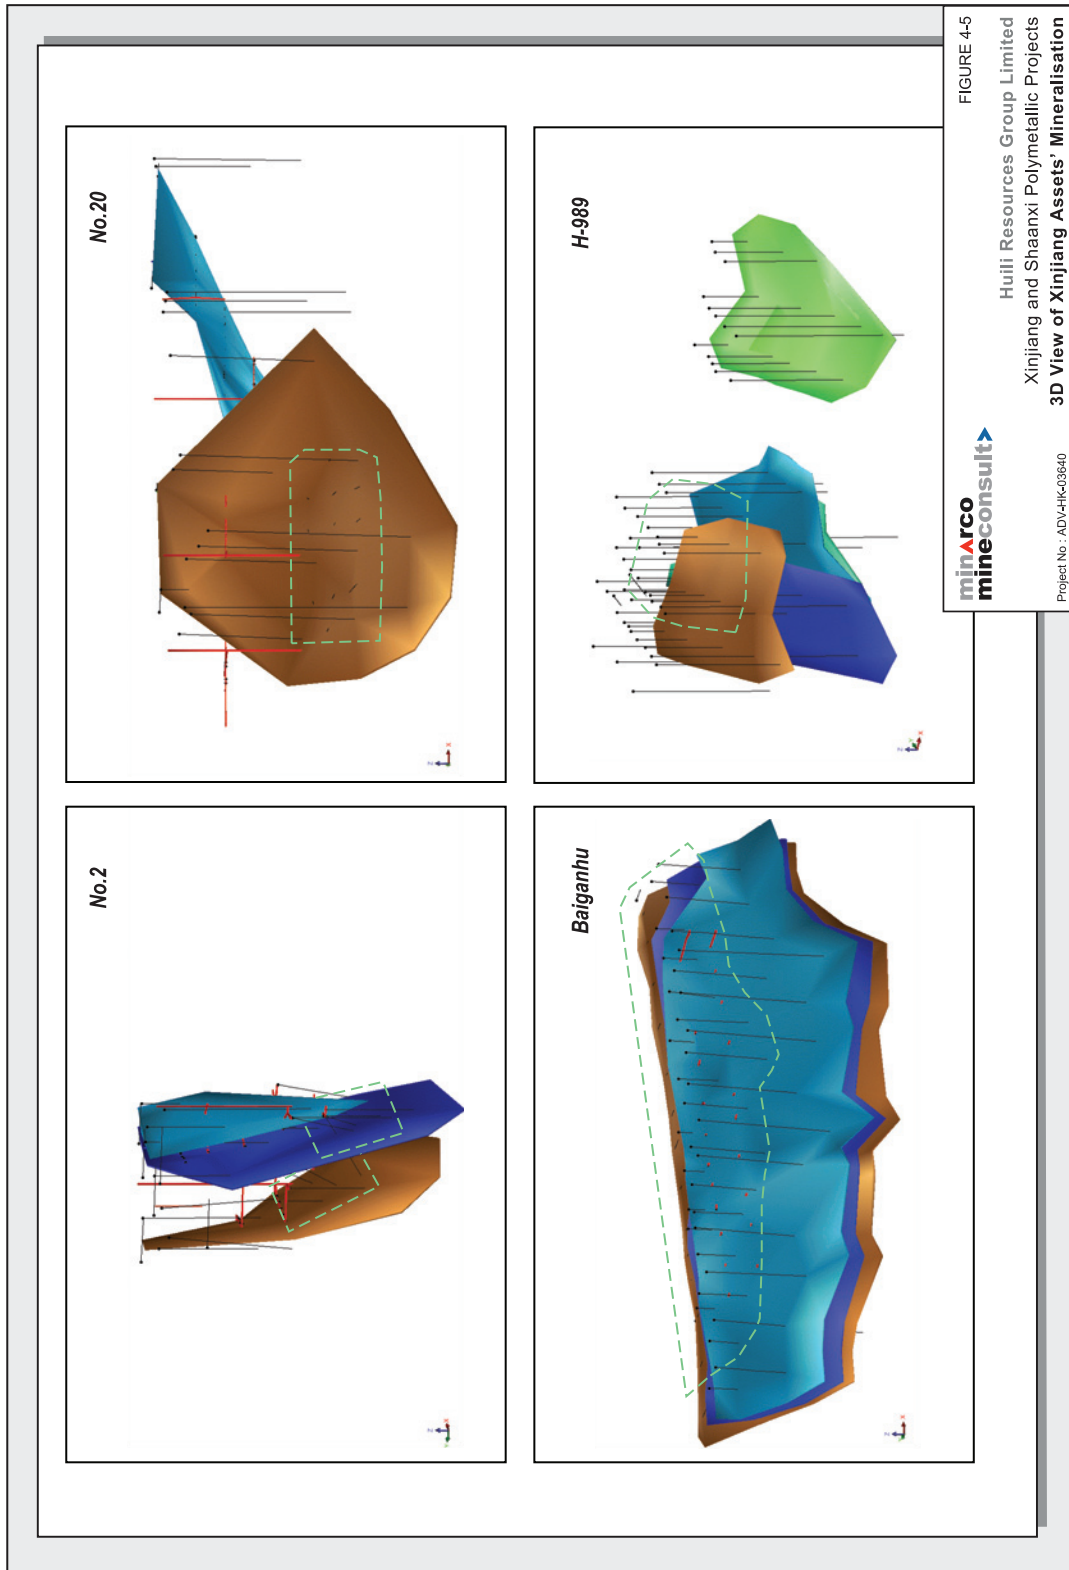 No.2
No.20
Baiganhu
H-989
minarco
mineconsult
Project No : ADV-HK-03640
FIGURE 4-5
Huili Resources Group Limited
Xinjiang and Shaanxi Polymetallic Projects
3D View of Xinjiang Assets' Mineralisation